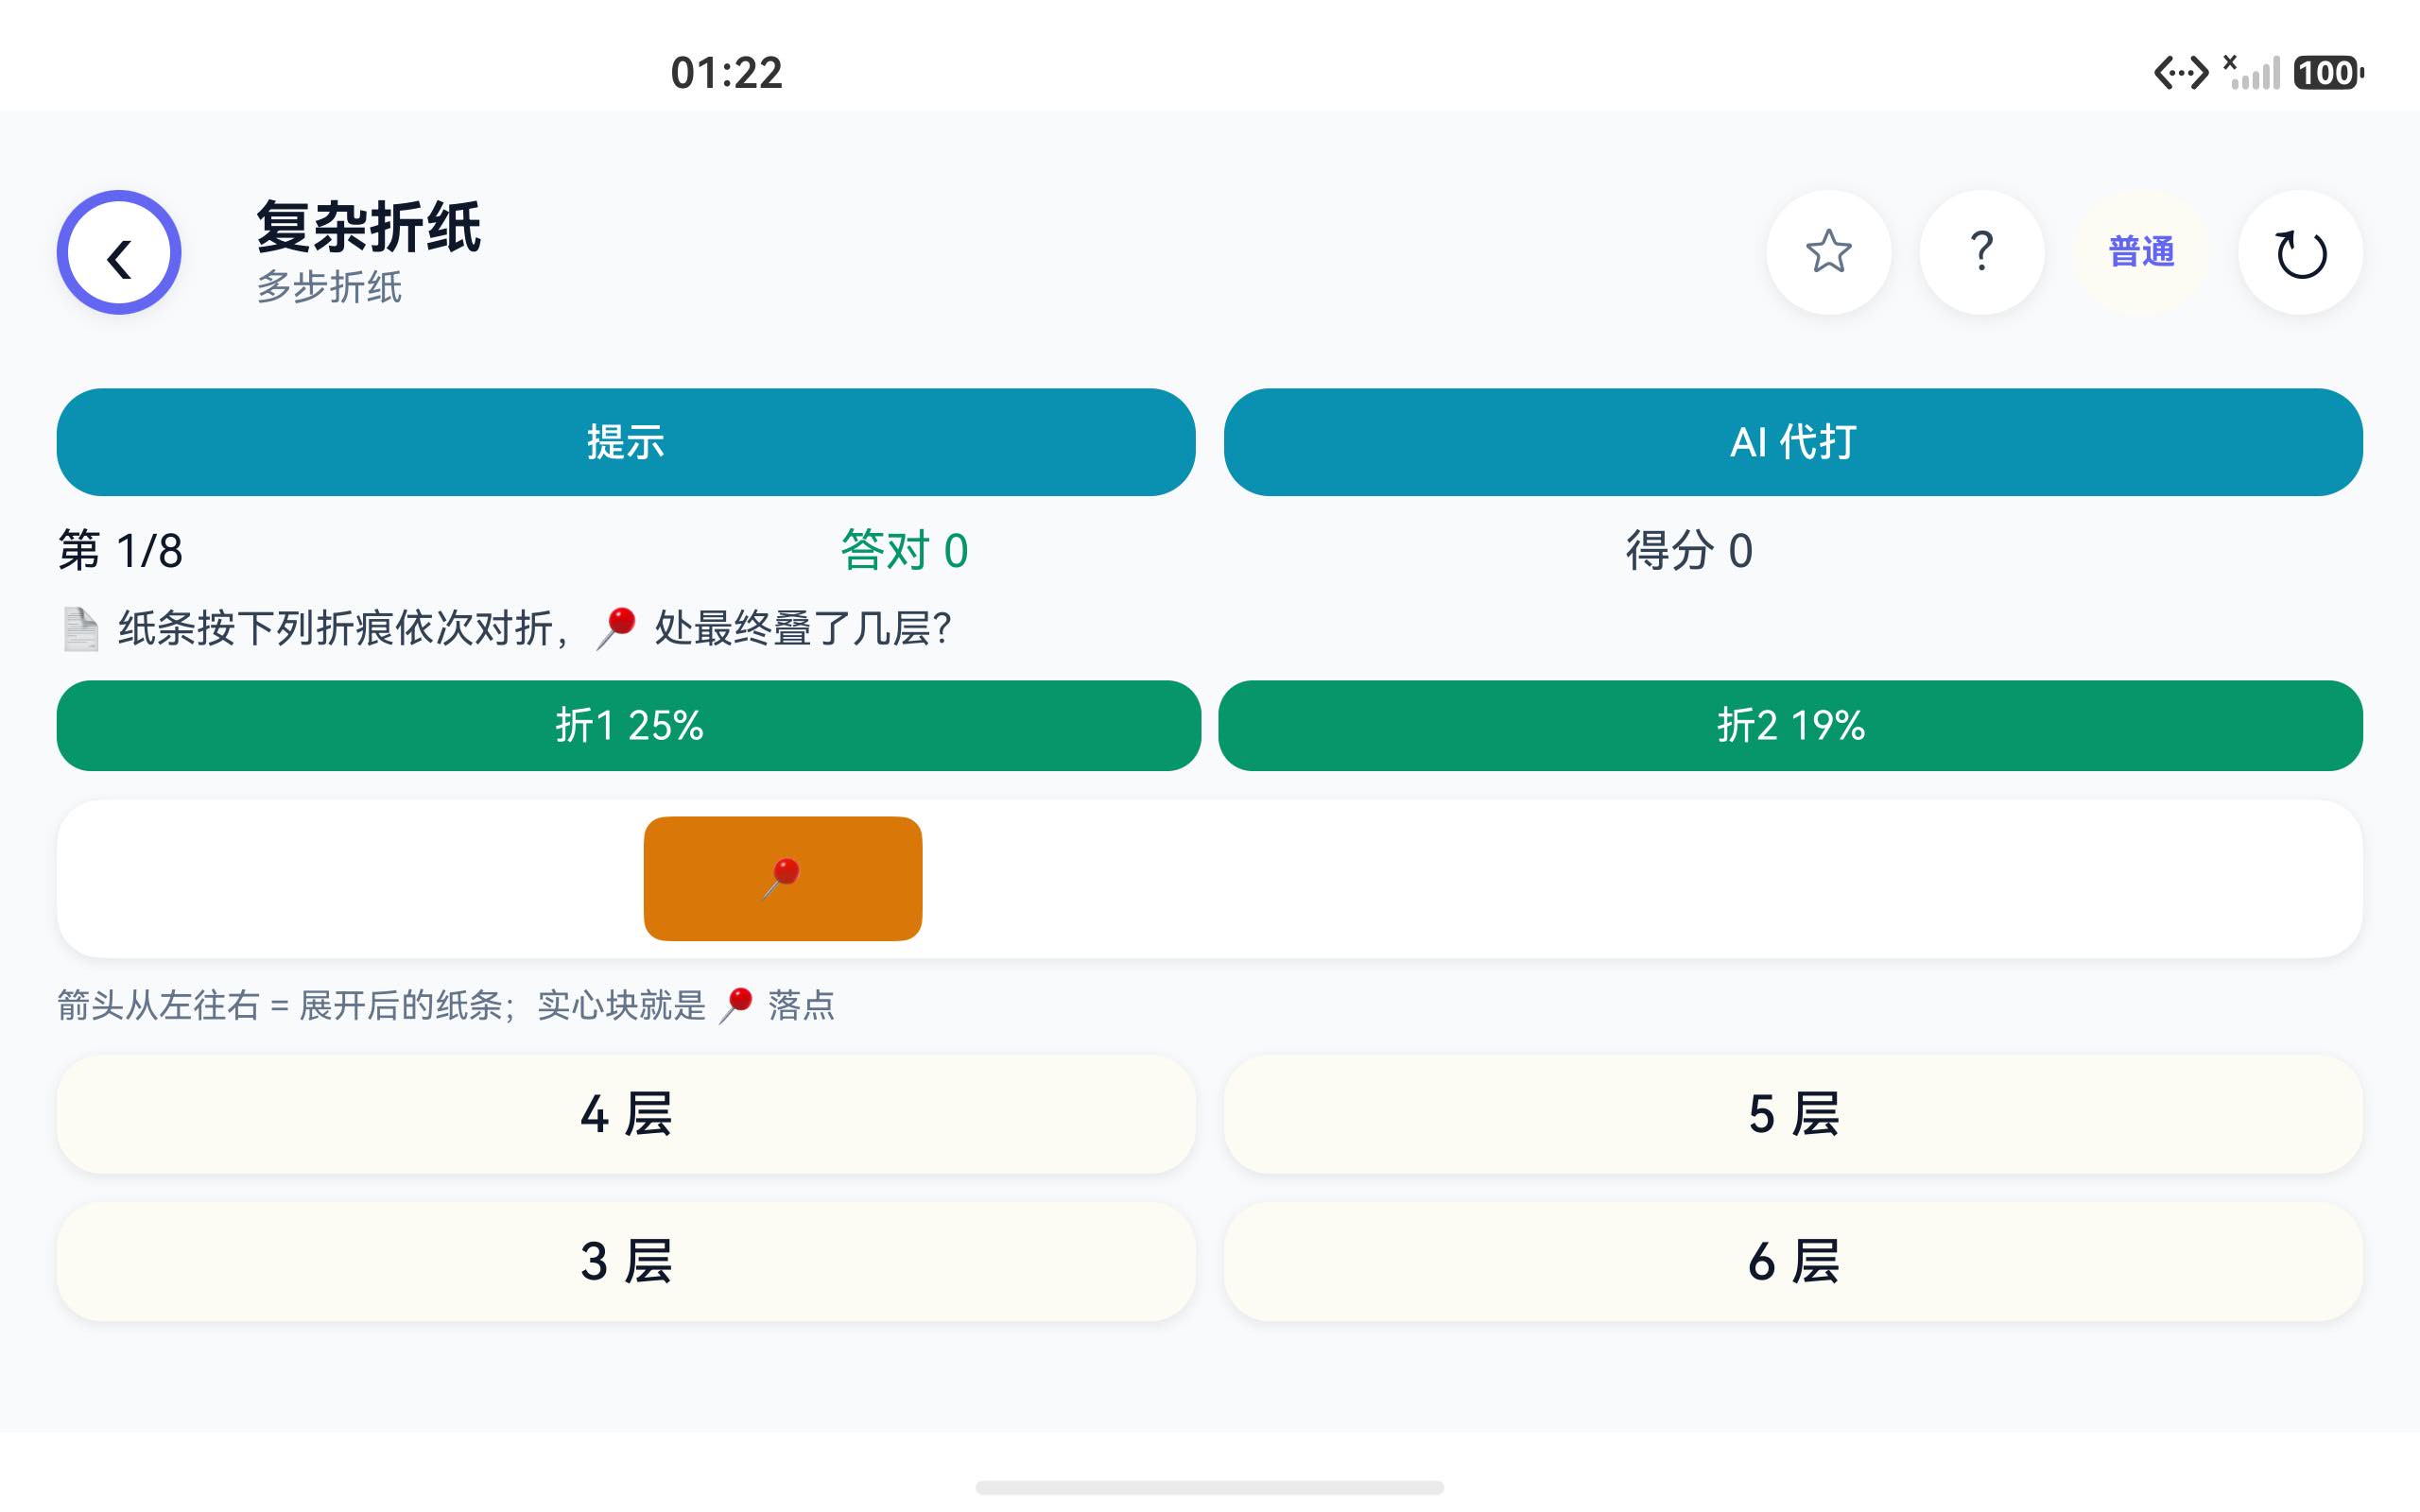 01:22
100
复杂折纸
多步折纸
?
普通
提示
AI 代打
第 1/8
答对 0
得分 0
📄 纸条按下列折痕依次对折，📍 处最终叠了几层?
折1 25%
折2 19%
箭头从左往右 = 展开后的纸条；实心块就是 📍 落点
4 层
5 层
3 层
6 层